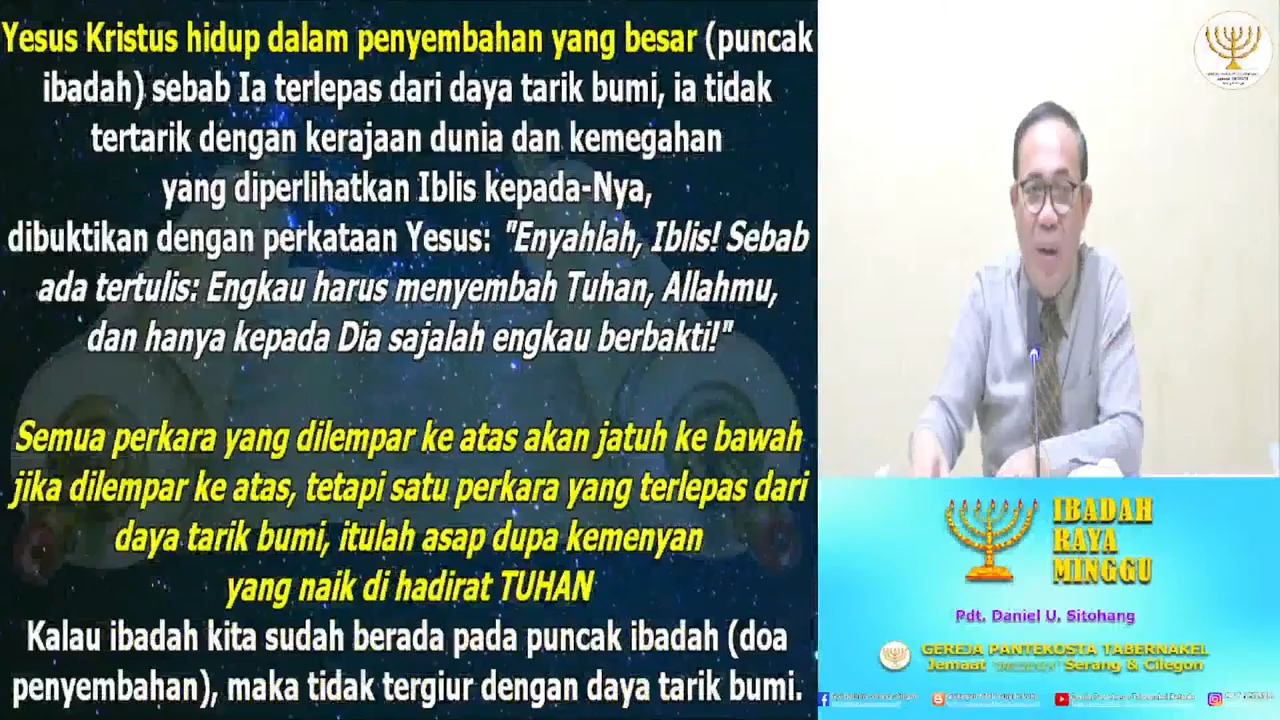 Yesus Kristus hidup dalam penyembahan yang besar (puncak
ibadah) sebab Ia terlepas dari daya tarik bumi, ia tidak
tertarik dengan kerajaan dunia dan kemegahan
yang diperlihatkan Iblis kepada-Nya,
dibuktikan dengan perkataan Yesus: "Enyahlah, Iblis! Sebab
ada tertulis: Engkau harus menyembah Tuhan, Allahmu,
dan hanya kepada Dia sajalah engkau berbakti!"
Semua perkara yang dilempar ke atas akan jatuh ke bawah
jika dilempar ke atas, tetapi satu perkara yang terlepas dari
daya tarik bumi, itulah asap dupa kemenyan
yang naik di hadirat TUHAN
Kalau ibadah kita sudah berada pada puncak ibadah (doa
penyembahan), maka tidak tergiur dengan daya tarik bumi.
IBADAH
RAYA
MINGGU
Pdt. Daniel U. Sitohang
GEREJA PANTEKOSTA TABERNAKEL
Jemaat Serang & Cilegon